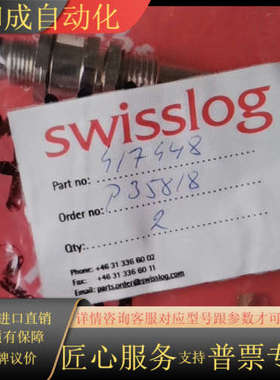 成自动化
swisslog
Part no: 417448
Order no: P35818
Qty: 2
Phone: +46 31 336 60 02
Fax: +46 31 336 60 11
Email: parts.order@swisslog.com
进口直销
详情咨询客服对应型号跟参数才可
有保障
牌议价
匠心服务 支持 普票专